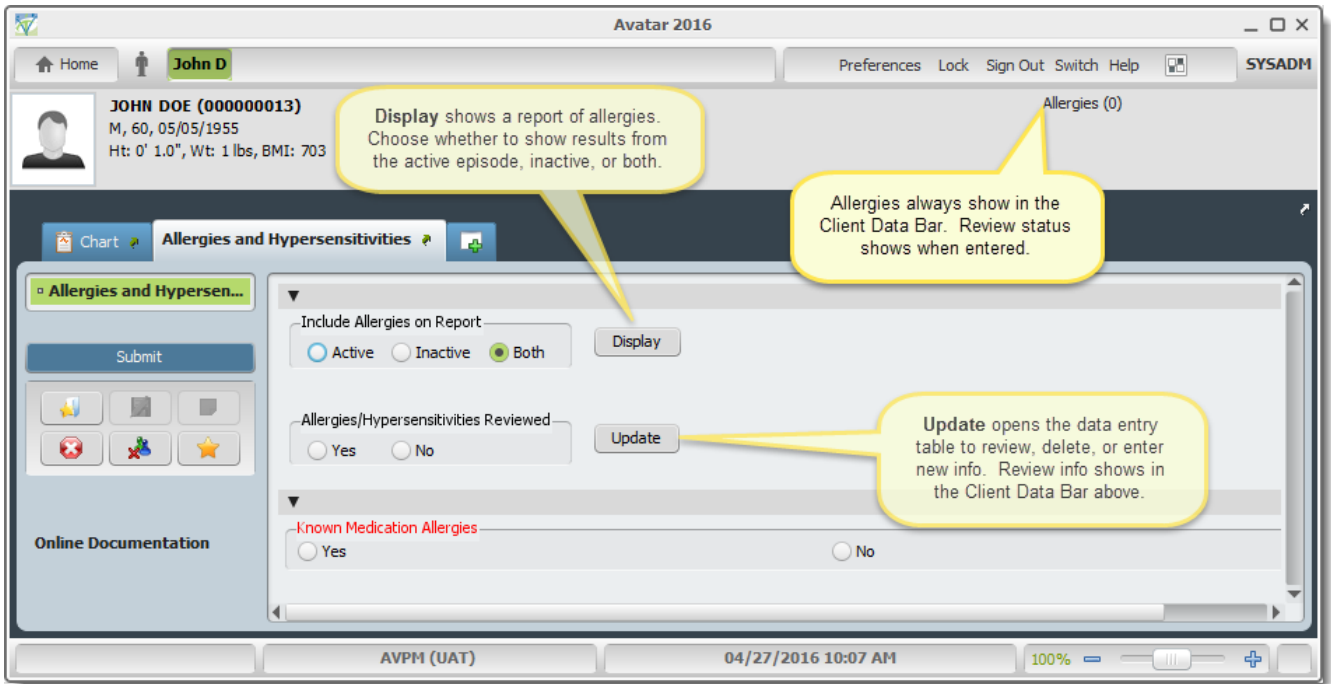 Avatar 2016
Home
John D
Preferences Lock Sign Out Switch Help
SYSADM
JOHN DOE (000000013)
M, 60, 05/05/1955
Ht: 0' 1.0", Wt: 1 lbs, BMI: 703
Allergies (0)
Display shows a report of allergies.
Choose whether to show results from
the active episode, inactive, or both.
Allergies always show in the
Client Data Bar. Review status
shows when entered.
Chart
Allergies and Hypersensitivities
Allergies and Hypersen...
Submit
Online Documentation
Include Allergies on Report
Active Inactive Both
Display
Allergies/Hypersensitivities Reviewed
Yes No
Update
Update opens the data entry
table to review, delete, or enter
new info. Review info shows in
the Client Data Bar above.
Known Medication Allergies
Yes No
AVPM (UAT)
04/27/2016 10:07 AM
100%